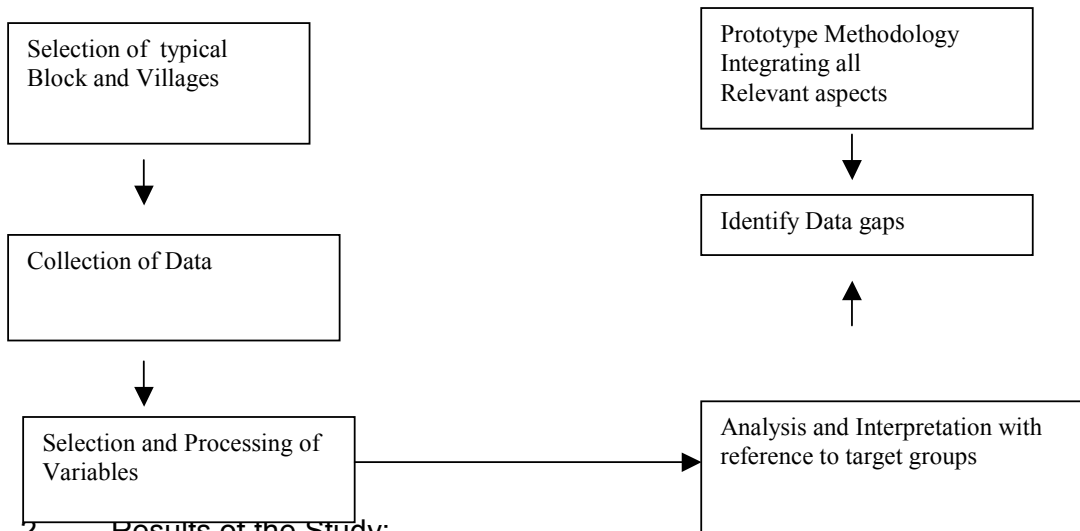 Selection of typical
Block and Villages
Collection of Data
Selection and Processing of
Variables
Prototype Methodology
Integrating all
Relevant aspects
Identify Data gaps
Analysis and Interpretation with
reference to target groups
2. Results of the Study: